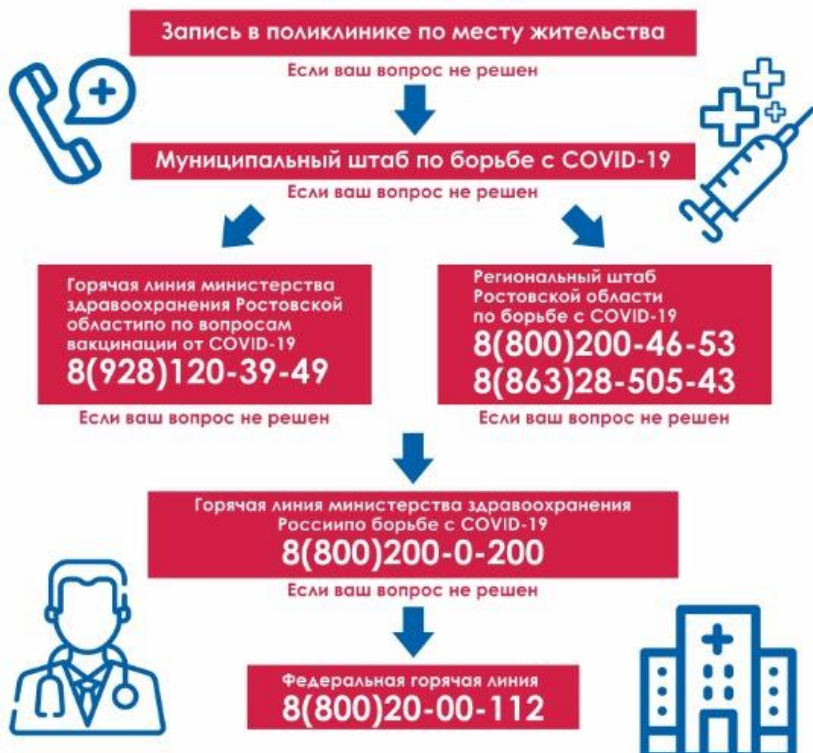 Запись в поликлинике по месту жительства
Если ваш вопрос не решен
Муниципальный штаб по борьбе с COVID-19
Если ваш вопрос не решен
Горячая линия министерства
здравоохранения Ростовской
областипо по вопросам
вакцинации от COVID-19
8(928)120-39-49
Если ваш вопрос не решен
Региональный штаб
Ростовской области
по борьбе с COVID-19
8(800)200-46-53
8(863)28-505-43
Если ваш вопрос не решен
Горячая линия министерства здравоохранения
Россиипо борьбе с COVID-19
8(800)200-0-200
Если ваш вопрос не решен
Федеральная горячая линия
8(800)20-00-112